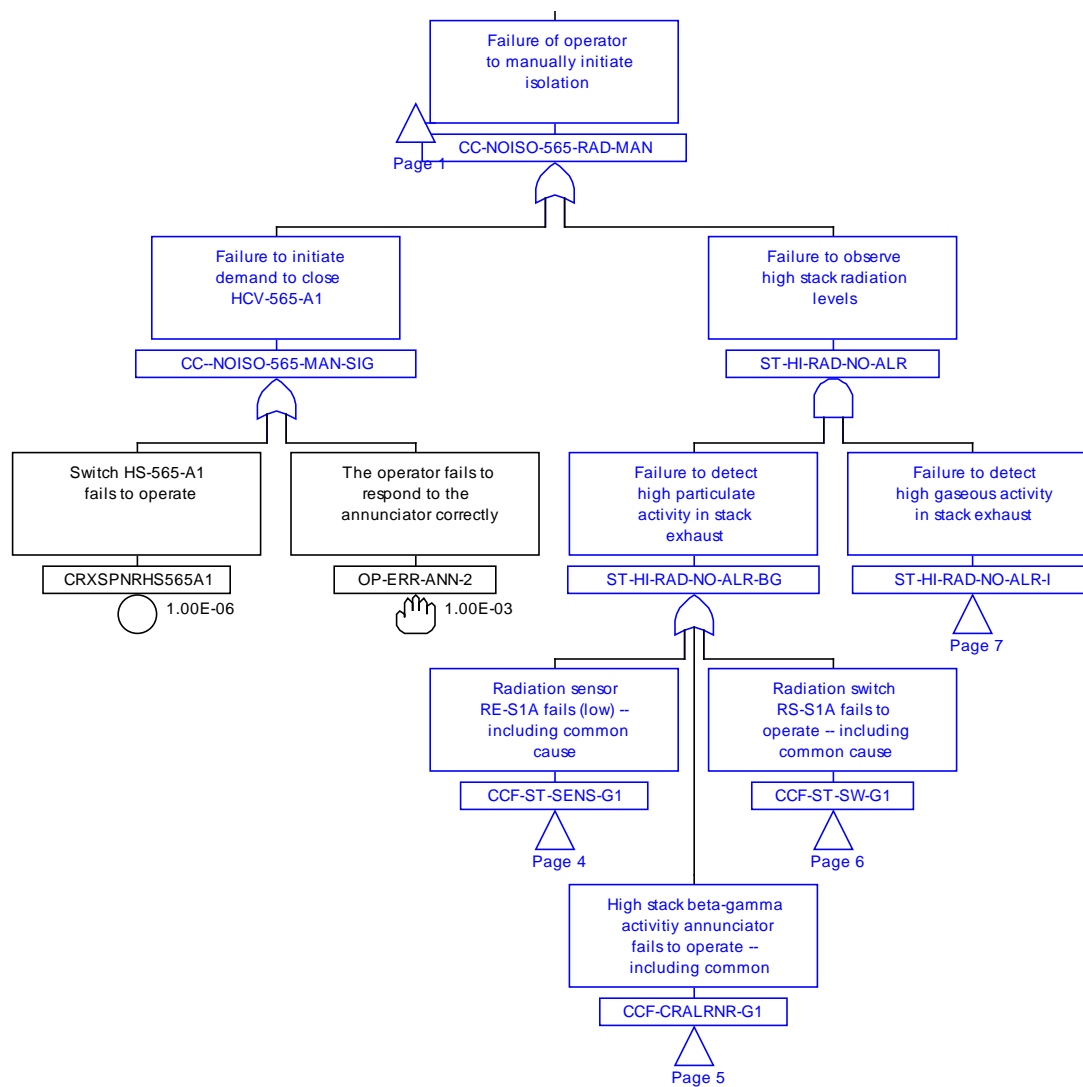 Failure of operator
to manually initiate
isolation
Page 1
CC-NOISO-565-RAD-MAN
Failure to initiate
demand to close
HCV-565-A1
CC--NOISO-565-MAN-SIG
Failure to observe
high stack radiation
levels
ST-HI-RAD-NO-ALR
Switch HS-565-A1
fails to operate
CRXSPNRHS565A1
1.00E-06
The operator fails to
respond to the
annunciator correctly
OP-ERR-ANN-2
1.00E-03
Failure to detect
high particulate
activity in stack
exhaust
ST-HI-RAD-NO-ALR-BG
Failure to detect
high gaseous activity
in stack exhaust
ST-HI-RAD-NO-ALR-I
Page 7
Radiation sensor
RE-S1A fails (low) --
including common
cause
CCF-ST-SENS-G1
Page 4
Radiation switch
RS-S1A fails to
operate -- including
common cause
CCF-ST-SW-G1
Page 6
High stack beta-gamma
activitiy annunciator
fails to operate --
including common
CCF-CRALRNR-G1
Page 5